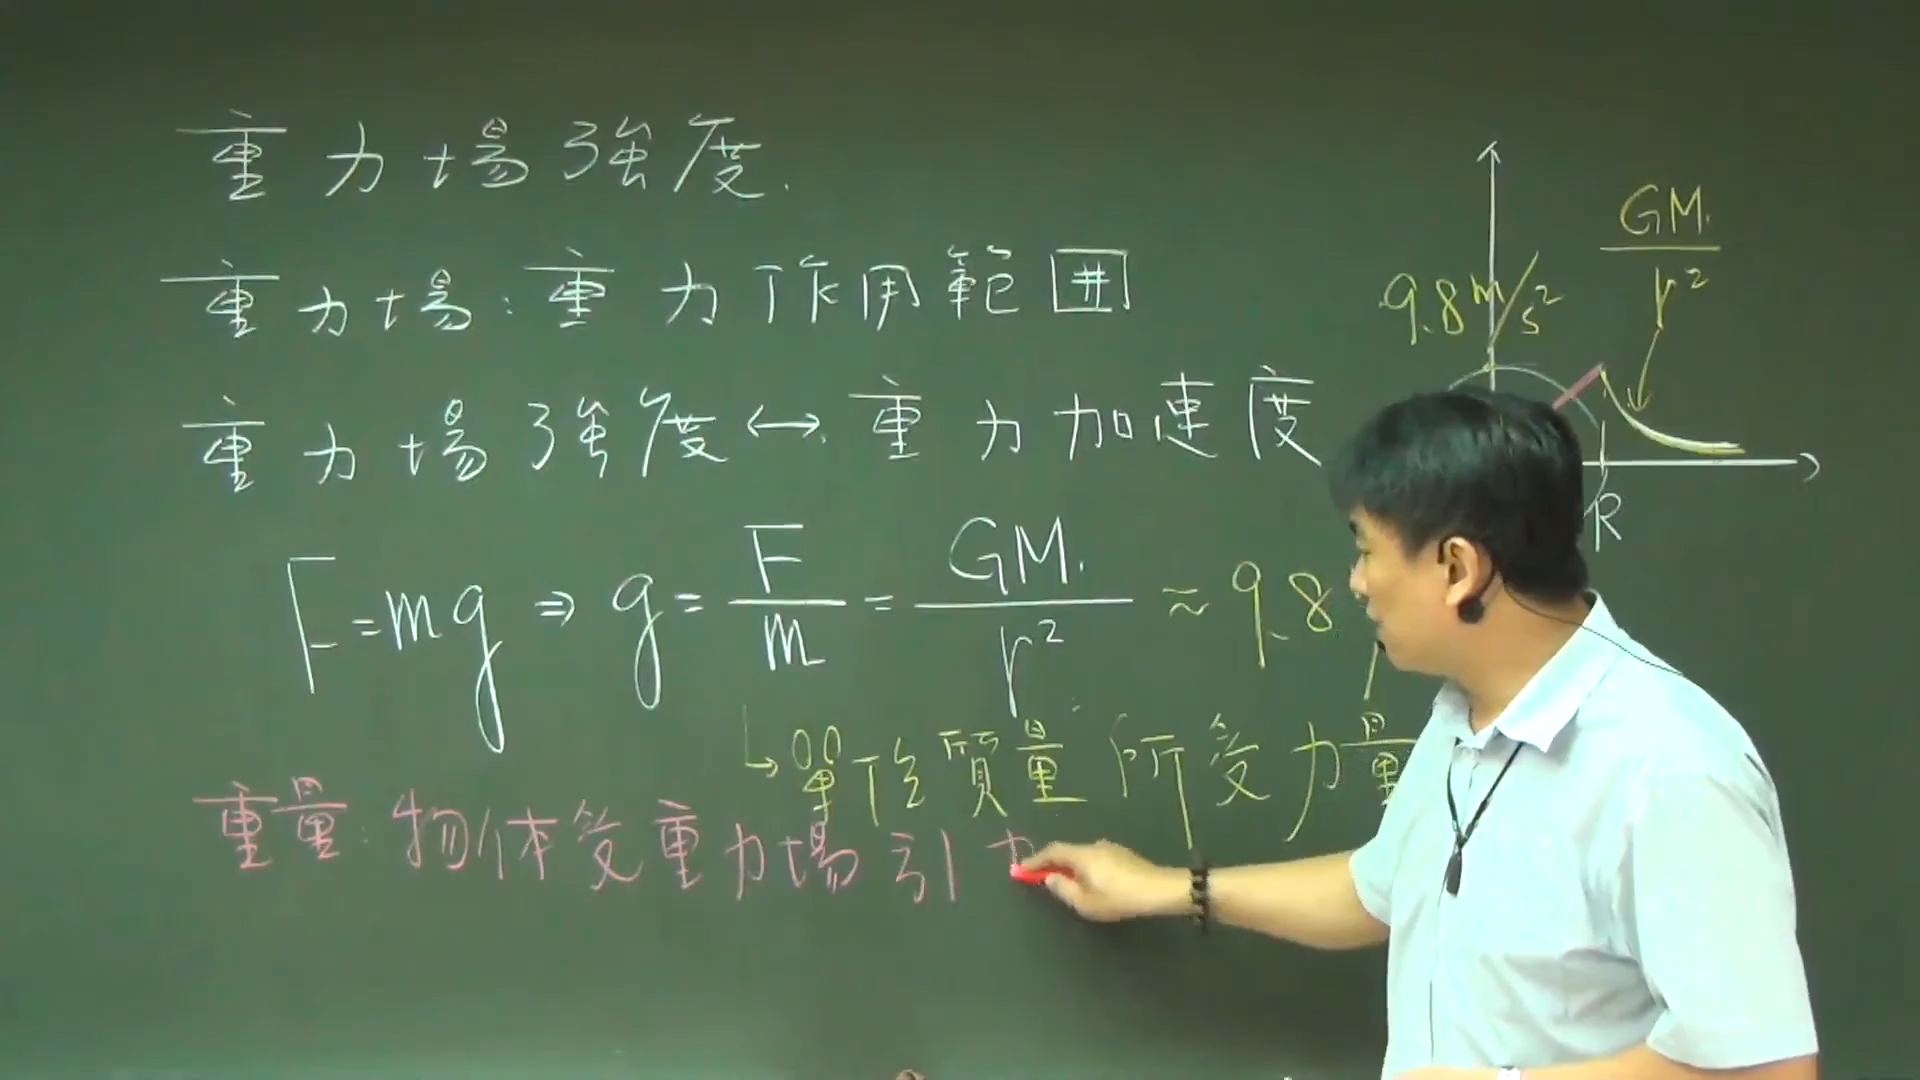 重力場強度.
重力場:重力作用範囲
重力場強度↔重力加速度
F=mg⇒g=F/m=GM/r²≈9.8
↳單位質量所受力量
重量:物体受重力場引力
9.8m/s²
GM/r²
R